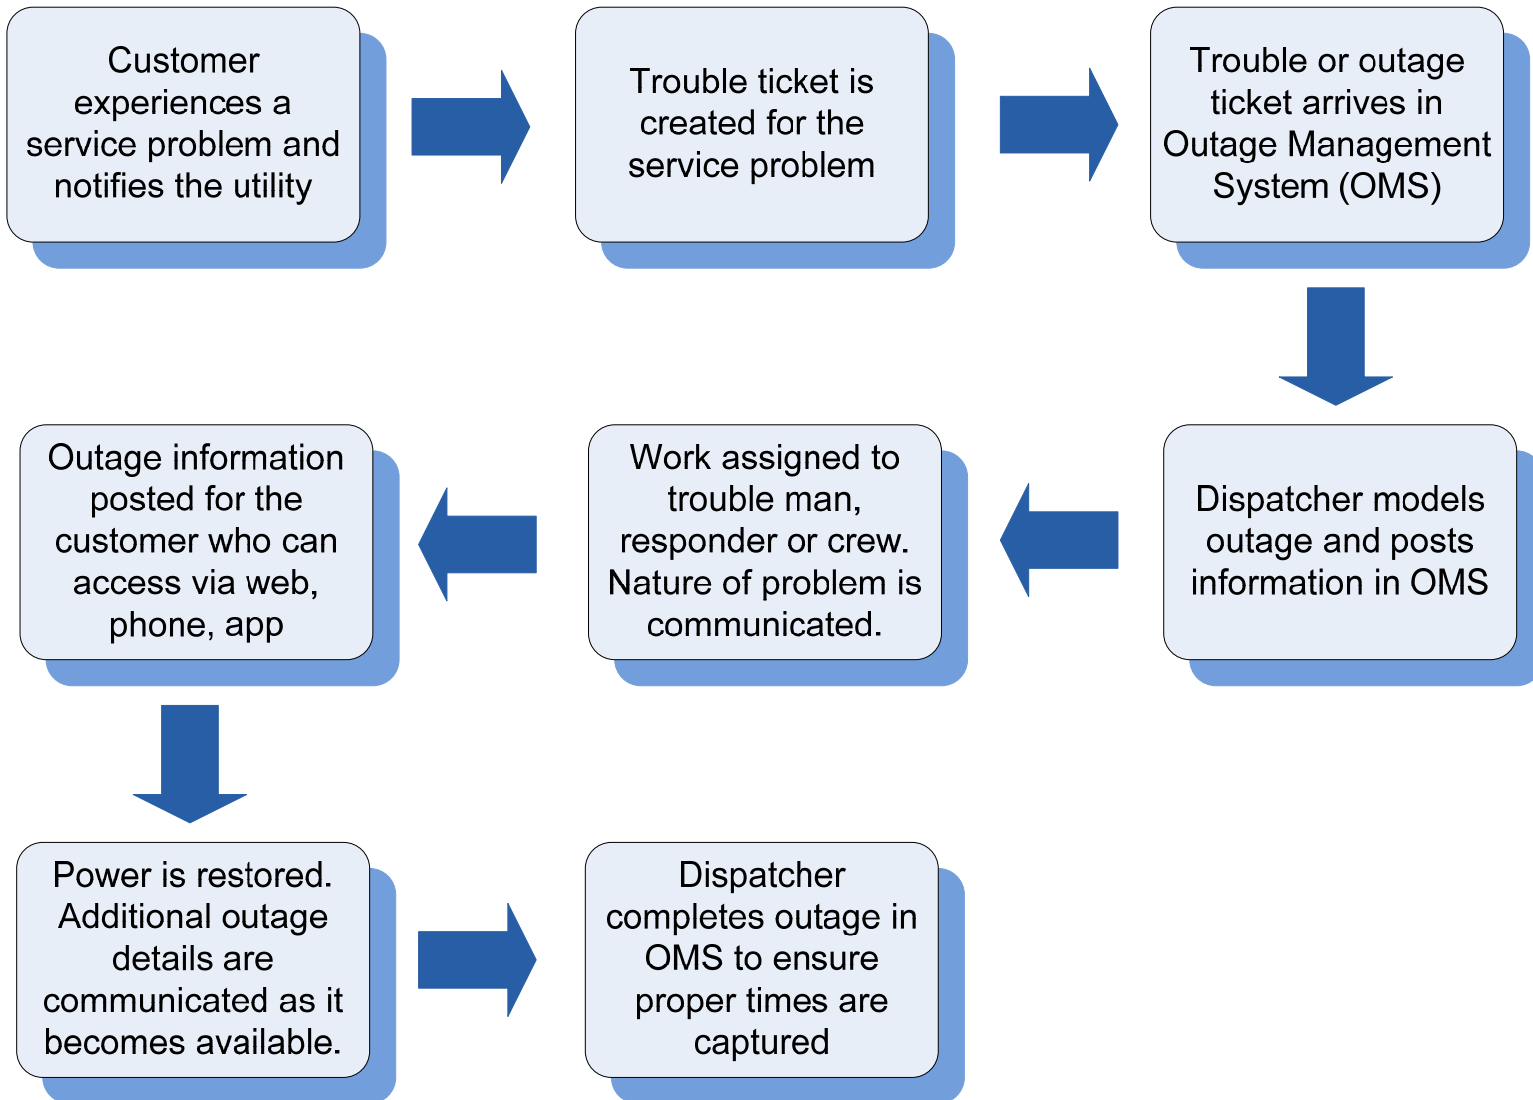 Customer
experiences a
service problem and
notifies the utility
Trouble ticket is
created for the
service problem
Trouble or outage
ticket arrives in
Outage Management
System (OMS)
Dispatcher models
outage and posts
information in OMS
Work assigned to
trouble man,
responder or crew.
Nature of problem is
communicated.
Outage information
posted for the
customer who can
access via web,
phone, app
Power is restored.
Additional outage
details are
communicated as it
becomes available.
Dispatcher
completes outage in
OMS to ensure
proper times are
captured